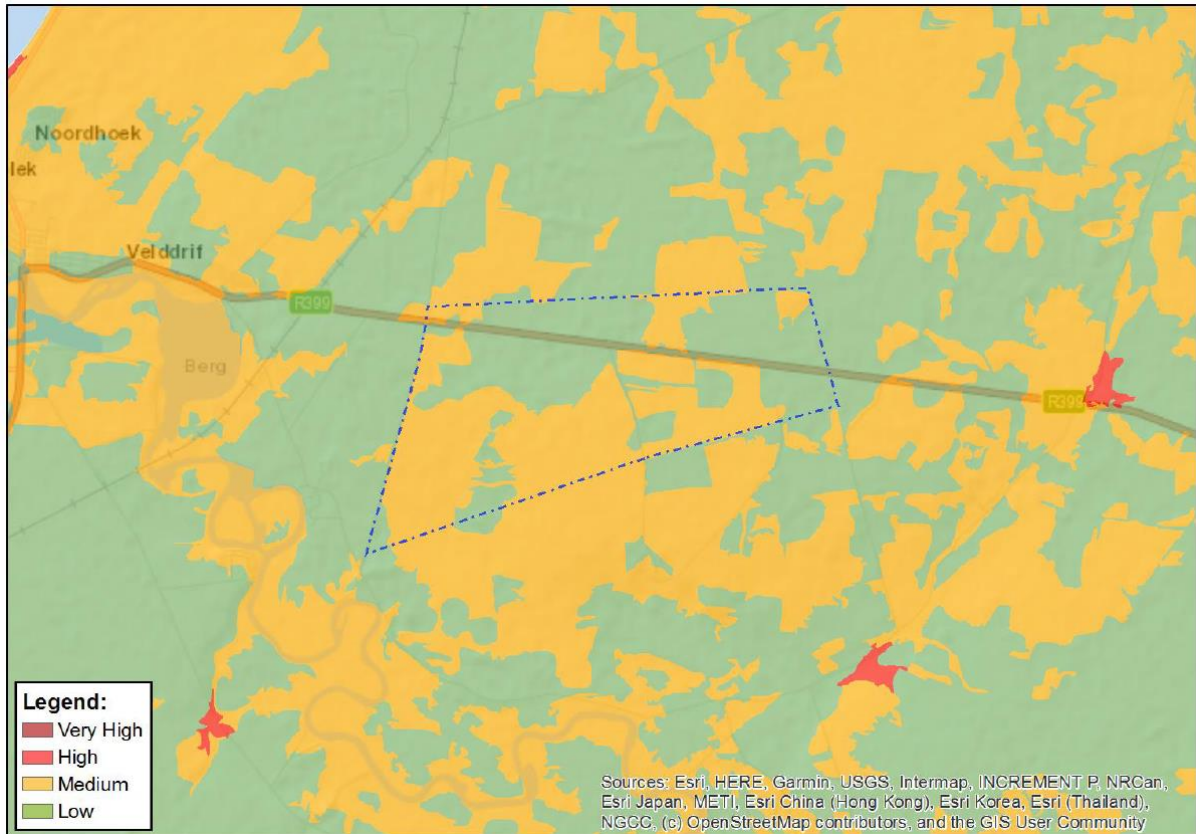 Noordhoek
lek
Velddrif
R399
Berg
R399
Legend:
Very High
High
Medium
Low
Sources: Esri, HERE, Garmin, USGS, Intermap, INCREMENT P, NRCan,
Esri Japan, METI, Esri China (Hong Kong), Esri Korea, Esri (Thailand),
NGCC, (c) OpenStreetMap contributors, and the GIS User Community